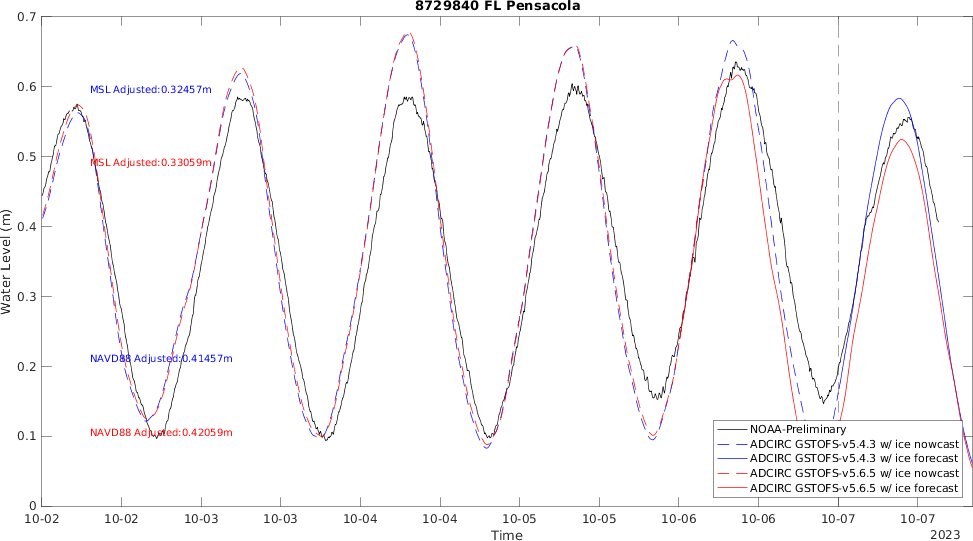 8729840 FL Pensacola
0.7
0.6
0.5
0.4
0.3
0.2
0.1
0
Water Level (m)
MSL Adjusted:0.32457m
MSL Adjusted:0.33059m
NAVD88 Adjusted:0.41457m
NAVD88 Adjusted:0.42059m
NOAA-Preliminary
ADCIRC GSTOFS-v5.4.3 w/ ice nowcast
ADCIRC GSTOFS-v5.4.3 w/ ice forecast
ADCIRC GSTOFS-v5.6.5 w/ ice nowcast
ADCIRC GSTOFS-v5.6.5 w/ ice forecast
10-02 10-02 10-03 10-03 10-04 10-04 10-05 10-05 10-06 10-06 10-07 10-07
Time
2023